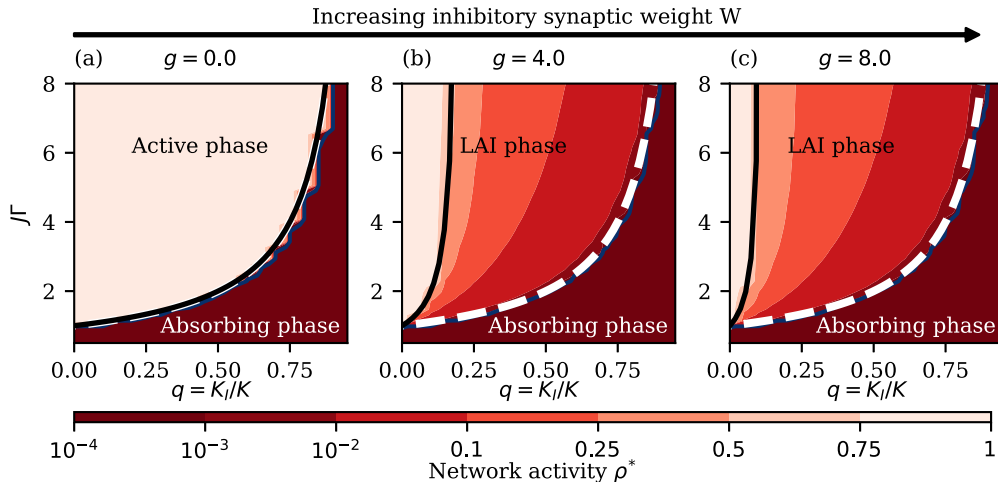 Increasing inhibitory synaptic weight W
(a) g = 0.0
(b) g = 4.0
(c) g = 8.0
JΓ
8
6
4
2
Active phase
Absorbing phase
0.00 0.25 0.50 0.75
q = K_I/K
LAI phase
Absorbing phase
0.00 0.25 0.50 0.75
q = K_I/K
LAI phase
Absorbing phase
0.00 0.25 0.50 0.75
q = K_I/K
10⁻⁴ 10⁻³ 10⁻² 0.1 0.25 0.5 0.75 1
Network activity ρ*